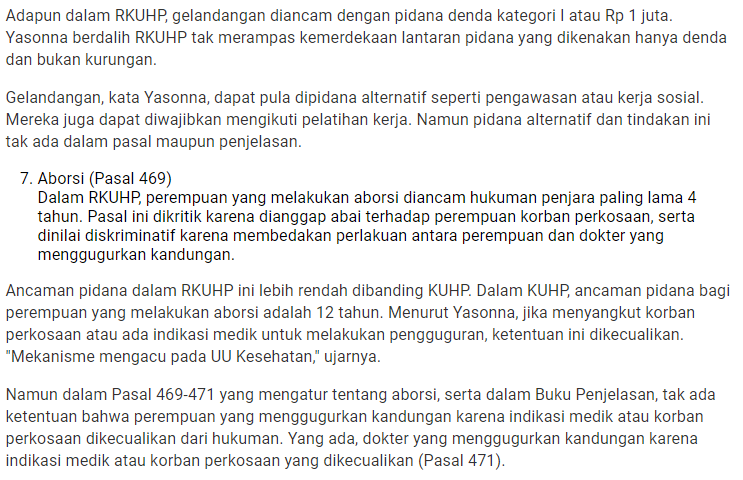 Adapun dalam RKUHP, gelandangan diancam dengan pidana denda kategori I atau Rp 1 juta.
Yasonna berdalih RKUHP tak merampas kemerdekaan lantaran pidana yang dikenakan hanya denda
dan bukan kurungan.
Gelandangan, kata Yasonna, dapat pula dipidana alternatif seperti pengawasan atau kerja sosial.
Mereka juga dapat diwajibkan mengikuti pelatihan kerja. Namun pidana alternatif dan tindakan ini
tak ada dalam pasal maupun penjelasan.
7. Aborsi (Pasal 469)
Dalam RKUHP, perempuan yang melakukan aborsi diancam hukuman penjara paling lama 4
tahun. Pasal ini dikritik karena dianggap abai terhadap perempuan korban perkosaan, serta
dinilai diskriminatif karena membedakan perlakuan antara perempuan dan dokter yang
menggugurkan kandungan.
Ancaman pidana dalam RKUHP ini lebih rendah dibanding KUHP. Dalam KUHP, ancaman pidana bagi
perempuan yang melakukan aborsi adalah 12 tahun. Menurut Yasonna, jika menyangkut korban
perkosaan atau ada indikasi medik untuk melakukan pengguguran, ketentuan ini dikecualikan.
"Mekanisme mengacu pada UU Kesehatan," ujarnya.
Namun dalam Pasal 469-471 yang mengatur tentang aborsi, serta dalam Buku Penjelasan, tak ada
ketentuan bahwa perempuan yang menggugurkan kandungan karena indikasi medik atau korban
perkosaan dikecualikan dari hukuman. Yang ada, dokter yang menggugurkan kandungan karena
indikasi medik atau korban perkosaan yang dikecualikan (Pasal 471).